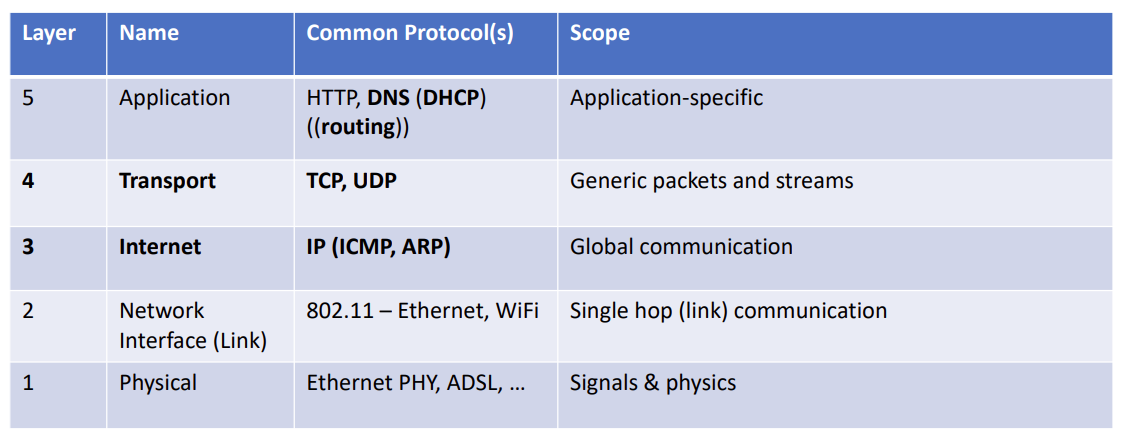 Layer Name Common Protocol(s) Scope
5 Application HTTP, DNS (DHCP) Application-specific
((routing))
4 Transport TCP, UDP Generic packets and streams
3 Internet IP (ICMP, ARP) Global communication
2 Network 802.11 – Ethernet, WiFi Single hop (link) communication
Interface (Link)
1 Physical Ethernet PHY, ADSL, ... Signals & physics